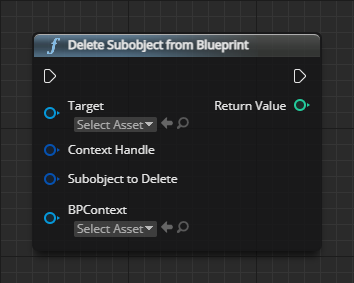 Delete Subobject from Blueprint
Target
Return Value
Select Asset
Context Handle
Subobject to Delete
BPContext
Select Asset